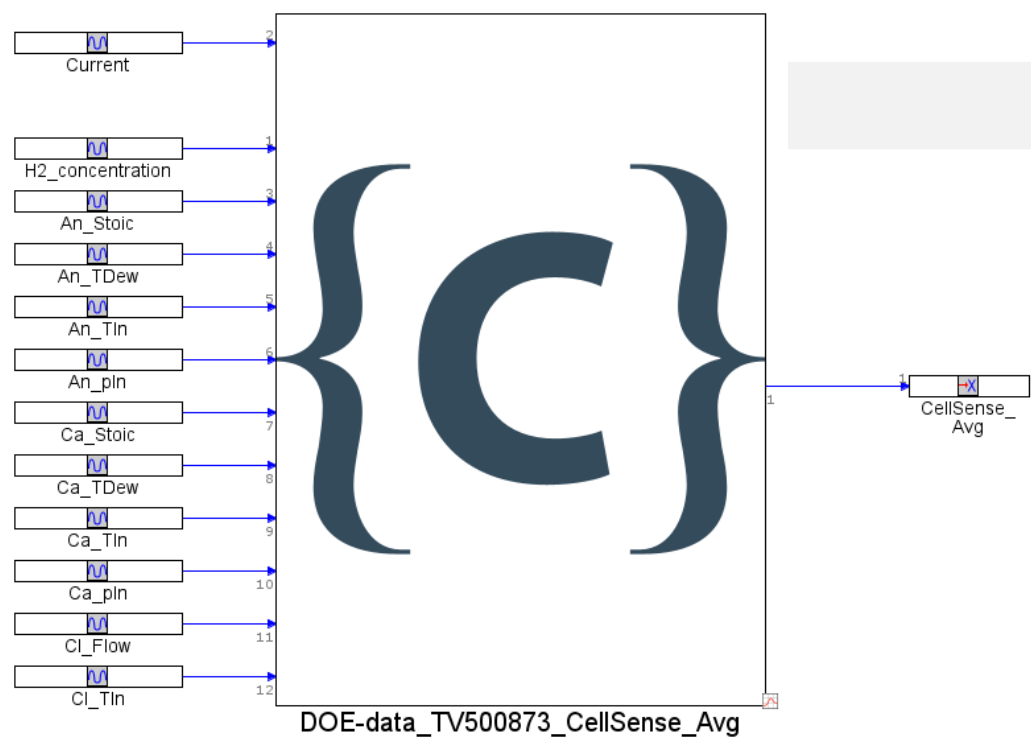 2
Current
1
H2_concentration
3
An_Stoic
4
An_TDew
5
An_TIn
6
An_pIn
7
Ca_Stoic
8
Ca_TDew
9
Ca_TIn
10
Ca_pIn
11
Cl_Flow
12
Cl_TIn
{C}
1
1
CellSense_
Avg
DOE-data_TV500873_CellSense_Avg